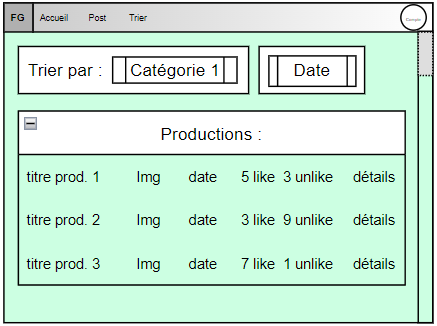 FG Accueil Post Trier Compte
Trier par : Catégorie 1 Date
Productions :
titre prod. 1 Img date 5 like 3 unlike détails
titre prod. 2 Img date 3 like 9 unlike détails
titre prod. 3 Img date 7 like 1 unlike détails